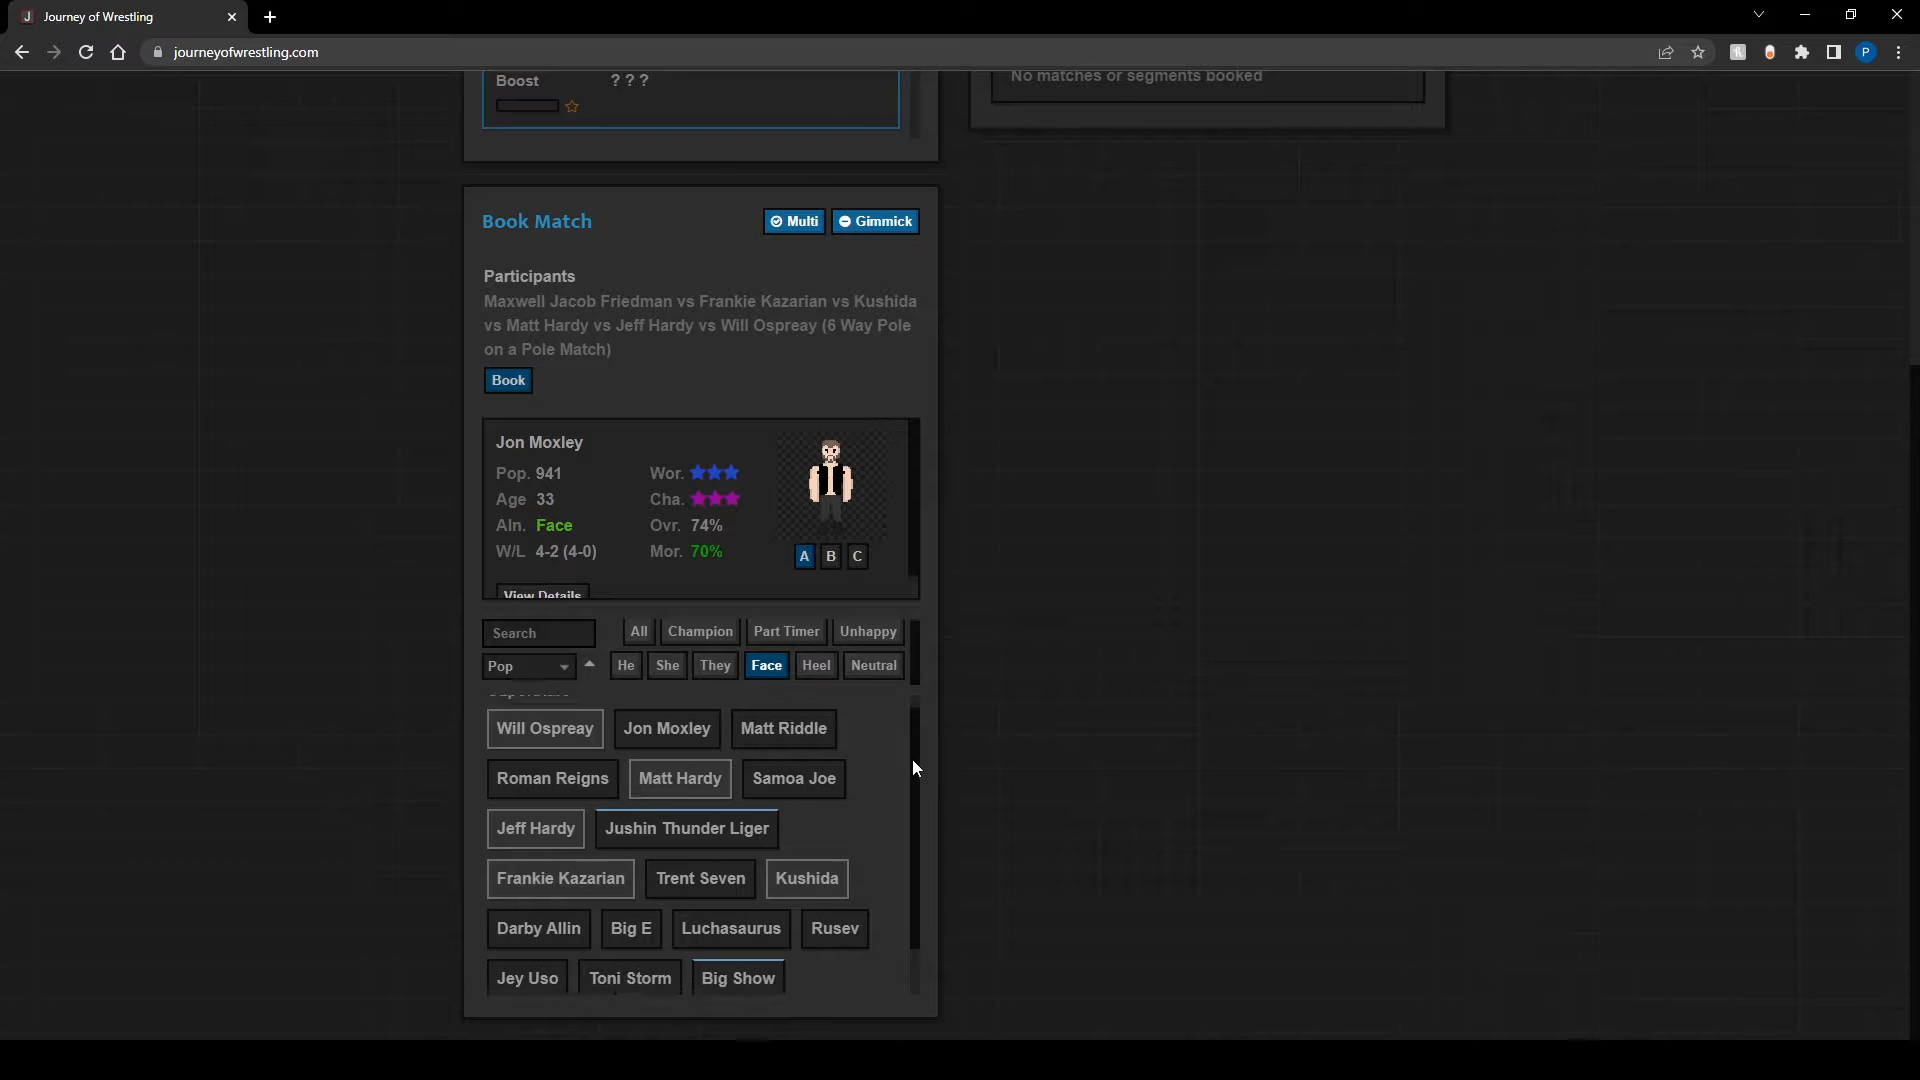 Journey of Wrestling
journeyofwrestling.com
P
Boost ? ? ?
No matches or segments booked
Book Match
Multi
Gimmick
Participants
Maxwell Jacob Friedman vs Frankie Kazarian vs Kushida
vs Matt Hardy vs Jeff Hardy vs Will Ospreay (6 Way Pole
on a Pole Match)
Book
Jon Moxley
Pop. 941 Wor.
Age 33 Cha.
Aln. Face Ovr. 74%
W/L 4-2 (4-0) Mor. 70%
A B C
View Details
Search All Champion Part Timer Unhappy
Pop He She They Face Heel Neutral
Will Ospreay Jon Moxley Matt Riddle
Roman Reigns Matt Hardy Samoa Joe
Jeff Hardy Jushin Thunder Liger
Frankie Kazarian Trent Seven Kushida
Darby Allin Big E Luchasaurus Rusev
Jey Uso Toni Storm Big Show